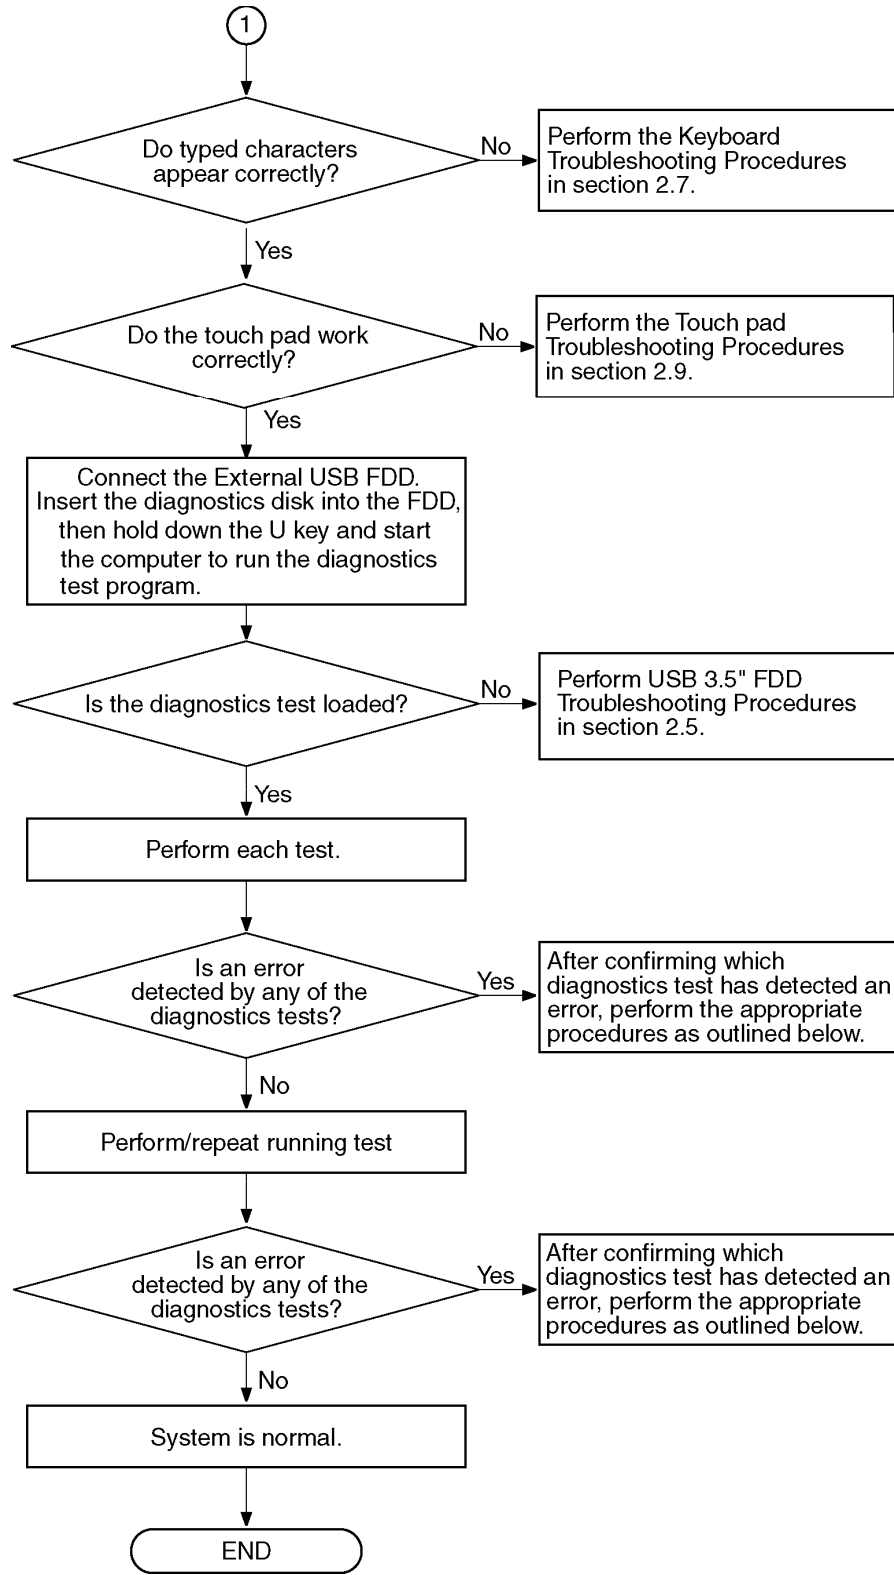 1
Do typed characters
appear correctly?
No
Perform the Keyboard
Troubleshooting Procedures
in section 2.7.
Yes
Do the touch pad work
correctly?
No
Perform the Touch pad
Troubleshooting Procedures
in section 2.9.
Yes
Connect the External USB FDD.
Insert the diagnostics disk into the FDD,
then hold down the U key and start
the computer to run the diagnostics
test program.
Is the diagnostics test loaded?
No
Perform USB 3.5" FDD
Troubleshooting Procedures
in section 2.5.
Yes
Perform each test.
Is an error
detected by any of the
diagnostics tests?
Yes
After confirming which
diagnostics test has detected an
error, perform the appropriate
procedures as outlined below.
No
Perform/repeat running test
Is an error
detected by any of the
diagnostics tests?
Yes
After confirming which
diagnostics test has detected an
error, perform the appropriate
procedures as outlined below.
No
System is normal.
END